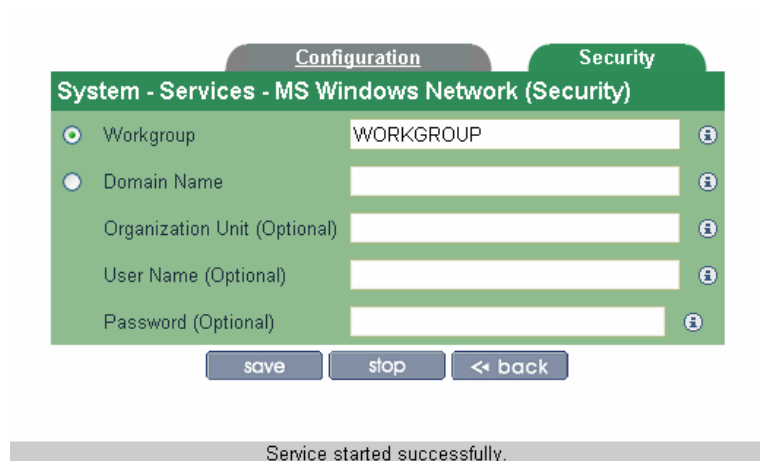 Configuration Security
System - Services - MS Windows Network (Security)
Workgroup WORKGROUP
Domain Name
Organization Unit (Optional)
User Name (Optional)
Password (Optional)
save stop << back
Service started successfully.